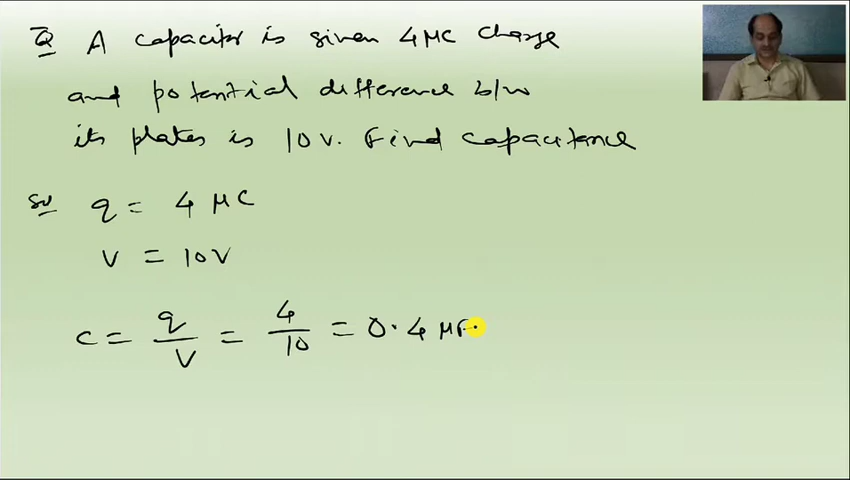 Q A capacitor is given 4 μC charge
and potential difference b/w
its plates is 10 V. Find capacitance
Sol q = 4 μC
V = 10V
C = q/V = 4/10 = 0.4 μF